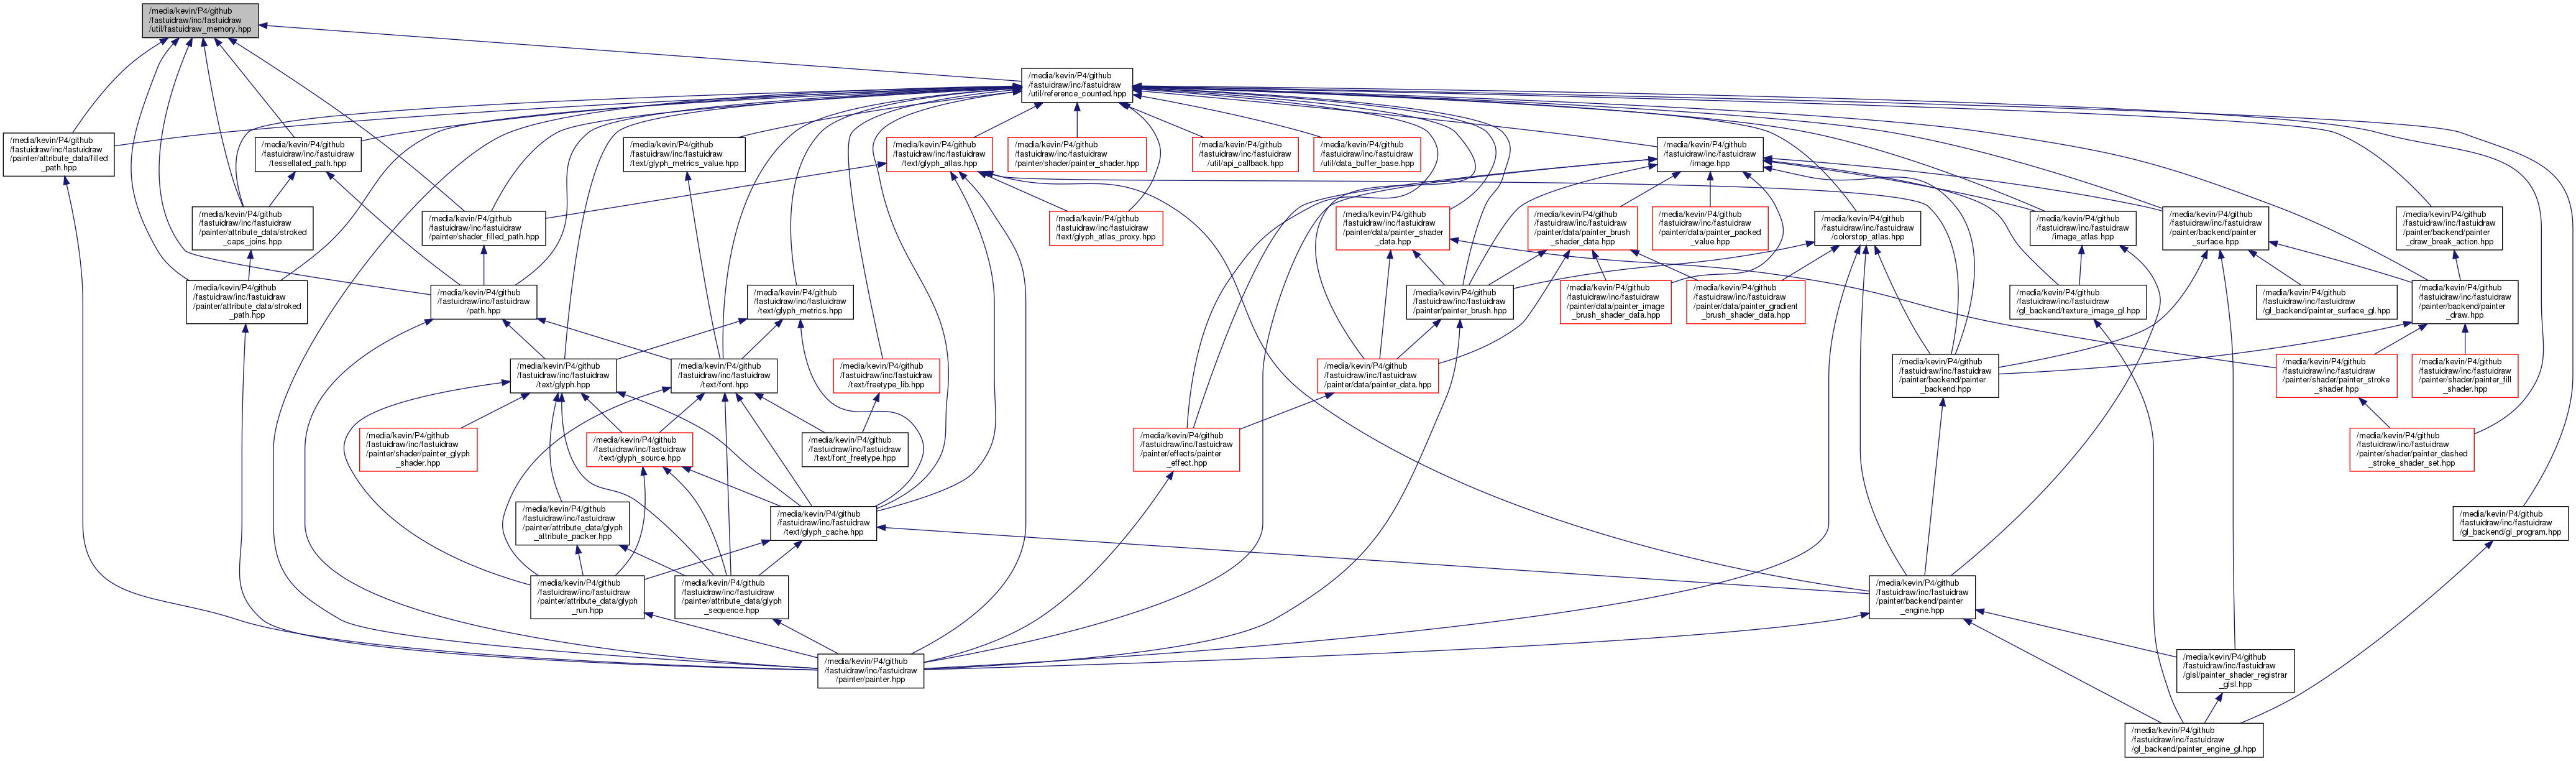 /media/kevin/P4/github
/fastuidraw/inc/fastuidraw
/util/fastuidraw_memory.hpp
/media/kevin/P4/github
/fastuidraw/inc/fastuidraw
/util/reference_counted.hpp
/media/kevin/P4/github
/fastuidraw/inc/fastuidraw
/painter/attribute_data/filled
_path.hpp
/media/kevin/P4/github
/fastuidraw/inc/fastuidraw
/tessellated_path.hpp
/media/kevin/P4/github
/fastuidraw/inc/fastuidraw
/text/glyph_metrics_value.hpp
/media/kevin/P4/github
/fastuidraw/inc/fastuidraw
/text/glyph_atlas.hpp
/media/kevin/P4/github
/fastuidraw/inc/fastuidraw
/painter/shader/painter_shader.hpp
/media/kevin/P4/github
/fastuidraw/inc/fastuidraw
/util/api_callback.hpp
/media/kevin/P4/github
/fastuidraw/inc/fastuidraw
/util/data_buffer_base.hpp
/media/kevin/P4/github
/fastuidraw/inc/fastuidraw
/image.hpp
/media/kevin/P4/github
/fastuidraw/inc/fastuidraw
/painter/attribute_data/stroked
_caps_joins.hpp
/media/kevin/P4/github
/fastuidraw/inc/fastuidraw
/painter/shader_filled_path.hpp
/media/kevin/P4/github
/fastuidraw/inc/fastuidraw
/text/glyph_atlas_proxy.hpp
/media/kevin/P4/github
/fastuidraw/inc/fastuidraw
/painter/data/painter_shader
_data.hpp
/media/kevin/P4/github
/fastuidraw/inc/fastuidraw
/painter/data/painter_brush
_shader_data.hpp
/media/kevin/P4/github
/fastuidraw/inc/fastuidraw
/painter/data/painter_packed
_value.hpp
/media/kevin/P4/github
/fastuidraw/inc/fastuidraw
/colorstop_atlas.hpp
/media/kevin/P4/github
/fastuidraw/inc/fastuidraw
/image_atlas.hpp
/media/kevin/P4/github
/fastuidraw/inc/fastuidraw
/painter/backend/painter
_surface.hpp
/media/kevin/P4/github
/fastuidraw/inc/fastuidraw
/painter/backend/painter
_draw_break_action.hpp
/media/kevin/P4/github
/fastuidraw/inc/fastuidraw
/painter/attribute_data/stroked
_path.hpp
/media/kevin/P4/github
/fastuidraw/inc/fastuidraw
/path.hpp
/media/kevin/P4/github
/fastuidraw/inc/fastuidraw
/text/glyph_metrics.hpp
/media/kevin/P4/github
/fastuidraw/inc/fastuidraw
/painter/painter_brush.hpp
/media/kevin/P4/github
/fastuidraw/inc/fastuidraw
/painter/data/painter_image
_brush_shader_data.hpp
/media/kevin/P4/github
/fastuidraw/inc/fastuidraw
/painter/data/painter_gradient
_brush_shader_data.hpp
/media/kevin/P4/github
/fastuidraw/inc/fastuidraw
/gl_backend/texture_image_gl.hpp
/media/kevin/P4/github
/fastuidraw/inc/fastuidraw
/gl_backend/painter_surface_gl.hpp
/media/kevin/P4/github
/fastuidraw/inc/fastuidraw
/painter/backend/painter
_draw.hpp
/media/kevin/P4/github
/fastuidraw/inc/fastuidraw
/text/glyph.hpp
/media/kevin/P4/github
/fastuidraw/inc/fastuidraw
/text/font.hpp
/media/kevin/P4/github
/fastuidraw/inc/fastuidraw
/text/freetype_lib.hpp
/media/kevin/P4/github
/fastuidraw/inc/fastuidraw
/painter/data/painter_data.hpp
/media/kevin/P4/github
/fastuidraw/inc/fastuidraw
/painter/backend/painter
_backend.hpp
/media/kevin/P4/github
/fastuidraw/inc/fastuidraw
/painter/shader/painter_stroke
_shader.hpp
/media/kevin/P4/github
/fastuidraw/inc/fastuidraw
/painter/shader/painter_fill
_shader.hpp
/media/kevin/P4/github
/fastuidraw/inc/fastuidraw
/painter/shader/painter_glyph
_shader.hpp
/media/kevin/P4/github
/fastuidraw/inc/fastuidraw
/text/glyph_source.hpp
/media/kevin/P4/github
/fastuidraw/inc/fastuidraw
/text/font_freetype.hpp
/media/kevin/P4/github
/fastuidraw/inc/fastuidraw
/painter/effects/painter
_effect.hpp
/media/kevin/P4/github
/fastuidraw/inc/fastuidraw
/painter/shader/painter_dashed
_stroke_shader_set.hpp
/media/kevin/P4/github
/fastuidraw/inc/fastuidraw
/painter/attribute_data/glyph
_attribute_packer.hpp
/media/kevin/P4/github
/fastuidraw/inc/fastuidraw
/text/glyph_cache.hpp
/media/kevin/P4/github
/fastuidraw/inc/fastuidraw
/gl_backend/gl_program.hpp
/media/kevin/P4/github
/fastuidraw/inc/fastuidraw
/painter/attribute_data/glyph
_run.hpp
/media/kevin/P4/github
/fastuidraw/inc/fastuidraw
/painter/attribute_data/glyph
_sequence.hpp
/media/kevin/P4/github
/fastuidraw/inc/fastuidraw
/painter/backend/painter
_engine.hpp
/media/kevin/P4/github
/fastuidraw/inc/fastuidraw
/painter/painter.hpp
/media/kevin/P4/github
/fastuidraw/inc/fastuidraw
/glsl/painter_shader_registrar
_glsl.hpp
/media/kevin/P4/github
/fastuidraw/inc/fastuidraw
/gl_backend/painter_engine_gl.hpp